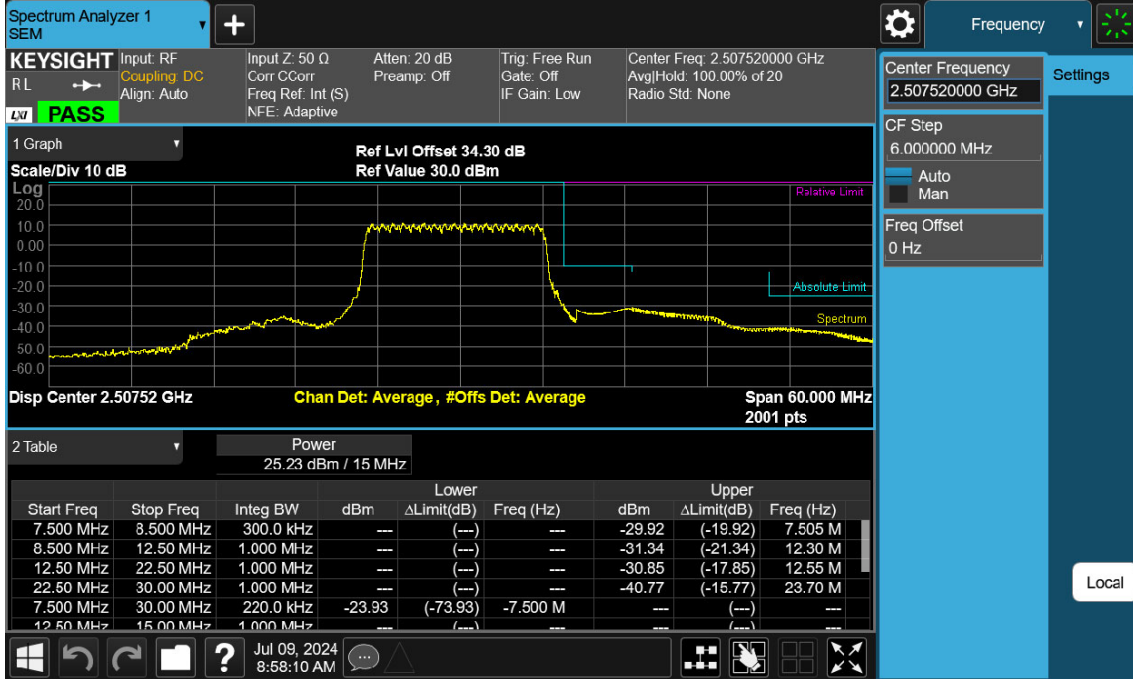 Spectrum Analyzer 1
SEM
Frequency
KEYSIGHT
R L
LXI
PASS
Input: RF
Coupling: DC
Align: Auto
Input Z: 50 Ω
Corr CCorr
Freq Ref: Int (S)
NFE: Adaptive
Atten: 20 dB
Preamp: Off
Trig: Free Run
Gate: Off
IF Gain: Low
Center Freq: 2.507520000 GHz
Avg|Hold: 100.00% of 20
Radio Std: None
Center Frequency
2.507520000 GHz
Settings
CF Step
6.000000 MHz
Auto
Man
Freq Offset
0 Hz
1 Graph
Scale/Div 10 dB
Ref Lvl Offset 34.30 dB
Ref Value 30.0 dBm
Log
20.0
10.0
0.00
-10.0
-20.0
-30.0
-40.0
50.0
-60.0
Relative Limit
Absolute Limit
Spectrum
Disp Center 2.50752 GHz
Chan Det: Average , #Offs Det: Average
Span 60.000 MHz
2001 pts
2 Table
Power
25.23 dBm / 15 MHz
Lower Upper
Start Freq Stop Freq Integ BW dBm ΔLimit(dB) Freq (Hz) dBm ΔLimit(dB) Freq (Hz)
7.500 MHz 8.500 MHz 300.0 kHz --- (---) --- -29.92 (-19.92) 7.505 M
8.500 MHz 12.50 MHz 1.000 MHz --- (---) --- -31.34 (-21.34) 12.30 M
12.50 MHz 22.50 MHz 1.000 MHz --- (---) --- -30.85 (-17.85) 12.55 M
22.50 MHz 30.00 MHz 1.000 MHz --- (---) --- -40.77 (-15.77) 23.70 M
7.500 MHz 30.00 MHz 220.0 kHz -23.93 (-73.93) -7.500 M --- (---) ---
12.50 MHz 15.00 MHz 1.000 MHz --- (---) --- --- (---) ---
Local
?
Jul 09, 2024
8:58:10 AM